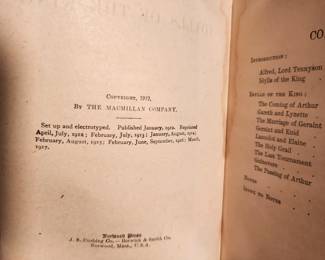 COPYRIGHT, 1912,
BY THE MACMILLAN COMPANY.
Set up and electrotyped. Published January, 1912. Reprinted
April, July, 1912; February, July, 1913; January, August, 1914;
February, August, 1915; February, June, September, 1916; March,
1917.
Norwood Press
J. S. Cushing Co. — Berwick & Smith Co.
Norwood, Mass., U.S.A.
CO
INTRODUCTION:
Alfred, Lord Tennyson
Idylls of the King
IDYLLS OF THE KING:
The Coming of Arthur
Gareth and Lynette
The Marriage of Geraint
Geraint and Enid
Lancelot and Elaine
The Holy Grail
The Last Tournament
Guinevere
The Passing of Arthur
NOTES
INDEX TO NOTES